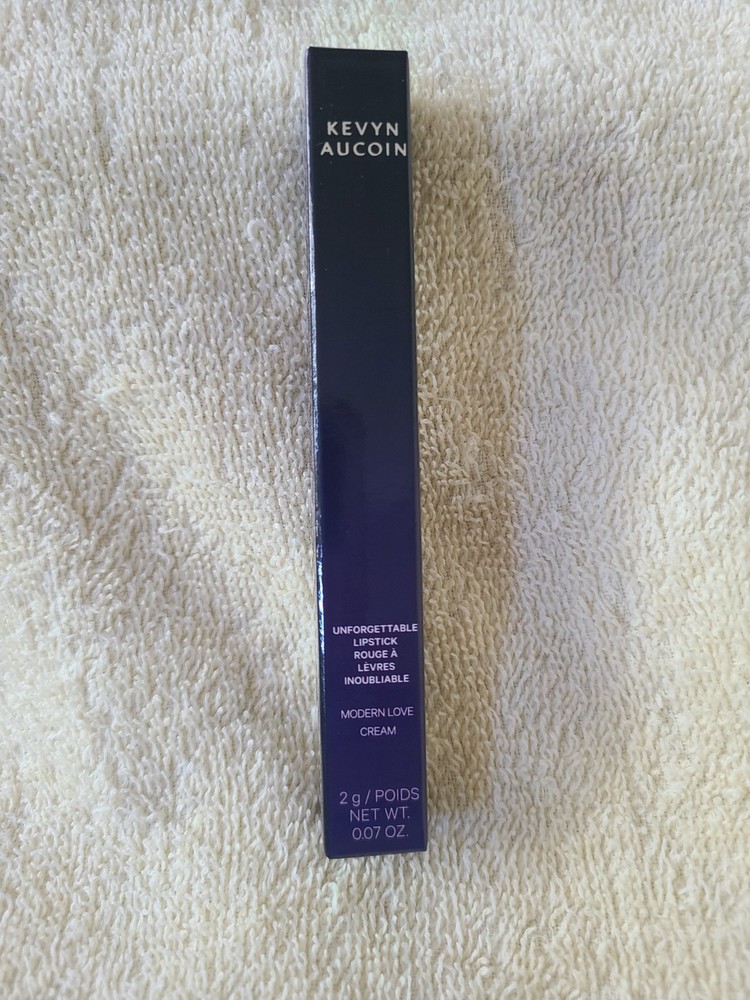 KEVYN
AUCOIN
UNFORGETTABLE
LIPSTICK
ROUGE À
LÈVRES
INOUBLIABLE
MODERN LOVE
CREAM
2 g / POIDS
NET WT.
0.07 OZ.